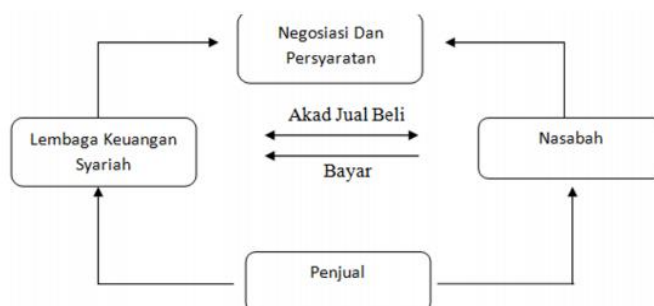 Negosiasi Dan
Persyaratan
Akad Jual Beli
Lembaga Keuangan
Syariah
Nasabah
Bayar
Penjual